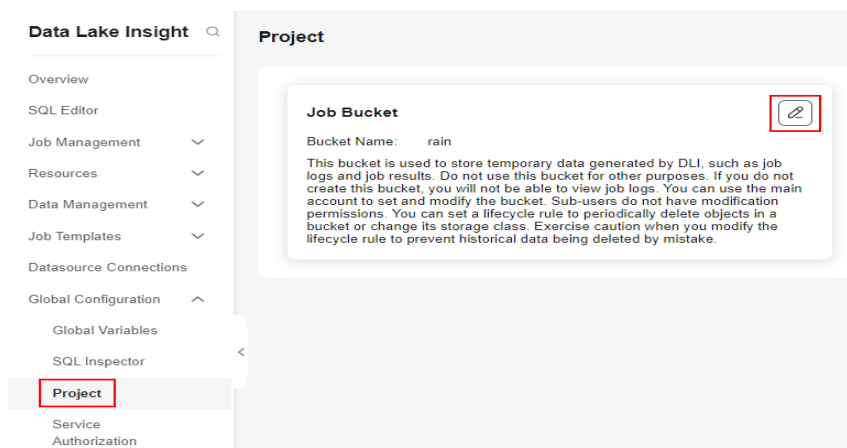 Data Lake Insight
Overview
SQL Editor
Job Management
Resources
Data Management
Job Templates
Datasource Connections
Global Configuration
Global Variables
SQL Inspector
Project
Service
Authorization
Project
Job Bucket
Bucket Name: rain
This bucket is used to store temporary data generated by DLI, such as job
logs and job results. Do not use this bucket for other purposes. If you do not
create this bucket, you will not be able to view job logs. You can use the main
account to set and modify the bucket. Sub-users do not have modification
permissions. You can set a lifecycle rule to periodically delete objects in a
bucket or change its storage class. Exercise caution when you modify the
lifecycle rule to prevent historical data being deleted by mistake.